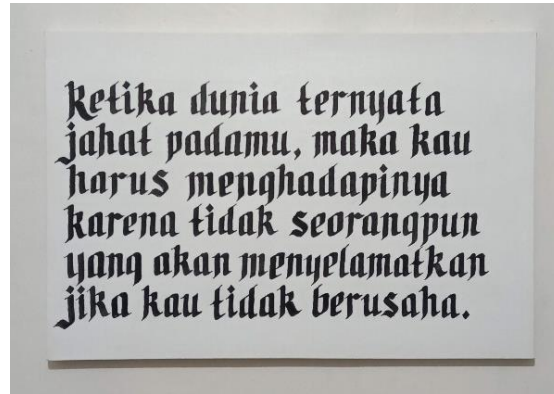 Ketika dunia ternyata
jahat padamu, maka kau
harus menghadapinya
karena tidak seorangpun
yang akan menyelamatkan
jika kau tidak berusaha.